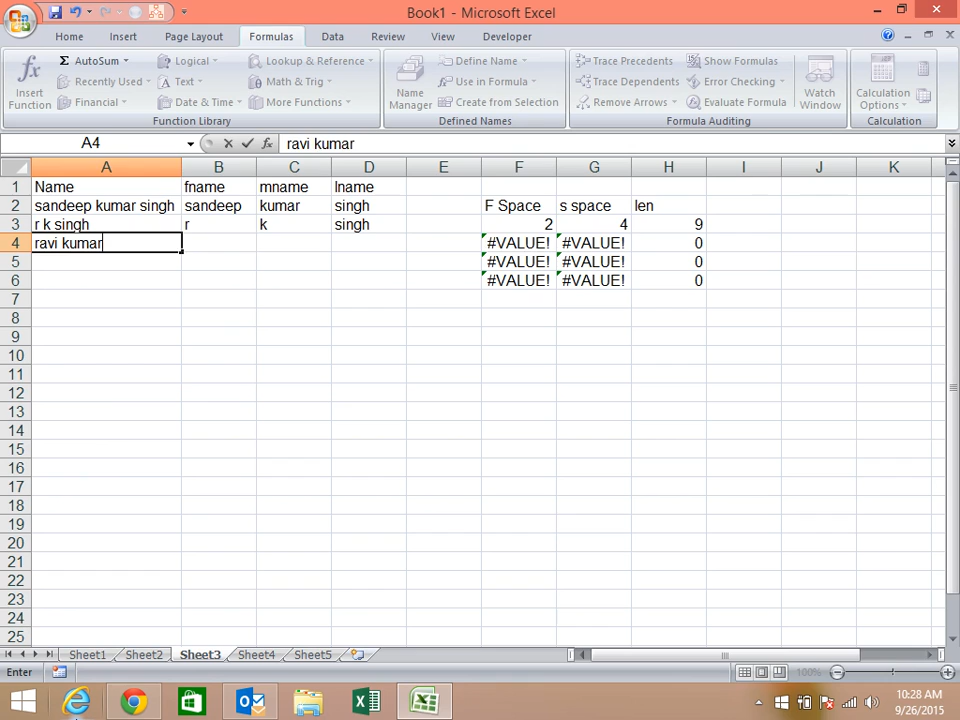 Book1 - Microsoft Excel
Home Insert Page Layout Formulas Data Review View Developer
Insert Function
AutoSum Recently Used Financial
Logical Text Date & Time
Lookup & Reference Math & Trig More Functions
Function Library
Name Manager
Define Name Use in Formula Create from Selection
Defined Names
Trace Precedents Trace Dependents Remove Arrows
Show Formulas Error Checking Evaluate Formula
Formula Auditing
Watch Window
Calculation Options
Calculation
A4 fx ravi kumar
A B C D E F G H I J K
1 Name fname mname lname
2 sandeep kumar singh sandeep kumar singh F Space s space len
3 r k singh r k singh 2 4 9
4 ravi kumar #VALUE! #VALUE! 0
5 #VALUE! #VALUE! 0
6 #VALUE! #VALUE! 0
7
8
9
10
11
12
13
14
15
16
17
18
19
20
21
22
23
24
25
Sheet1 Sheet2 Sheet3 Sheet4 Sheet5
Enter 100%
10:28 AM
9/26/2015